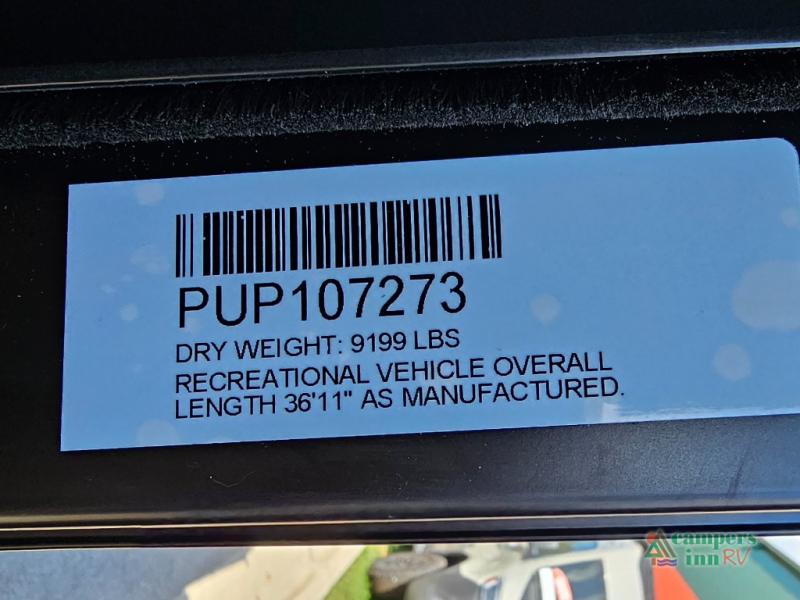 PUP107273
DRY WEIGHT: 9199 LBS
RECREATIONAL VEHICLE OVERALL
LENGTH 36'11" AS MANUFACTURED.
campers
inn RV